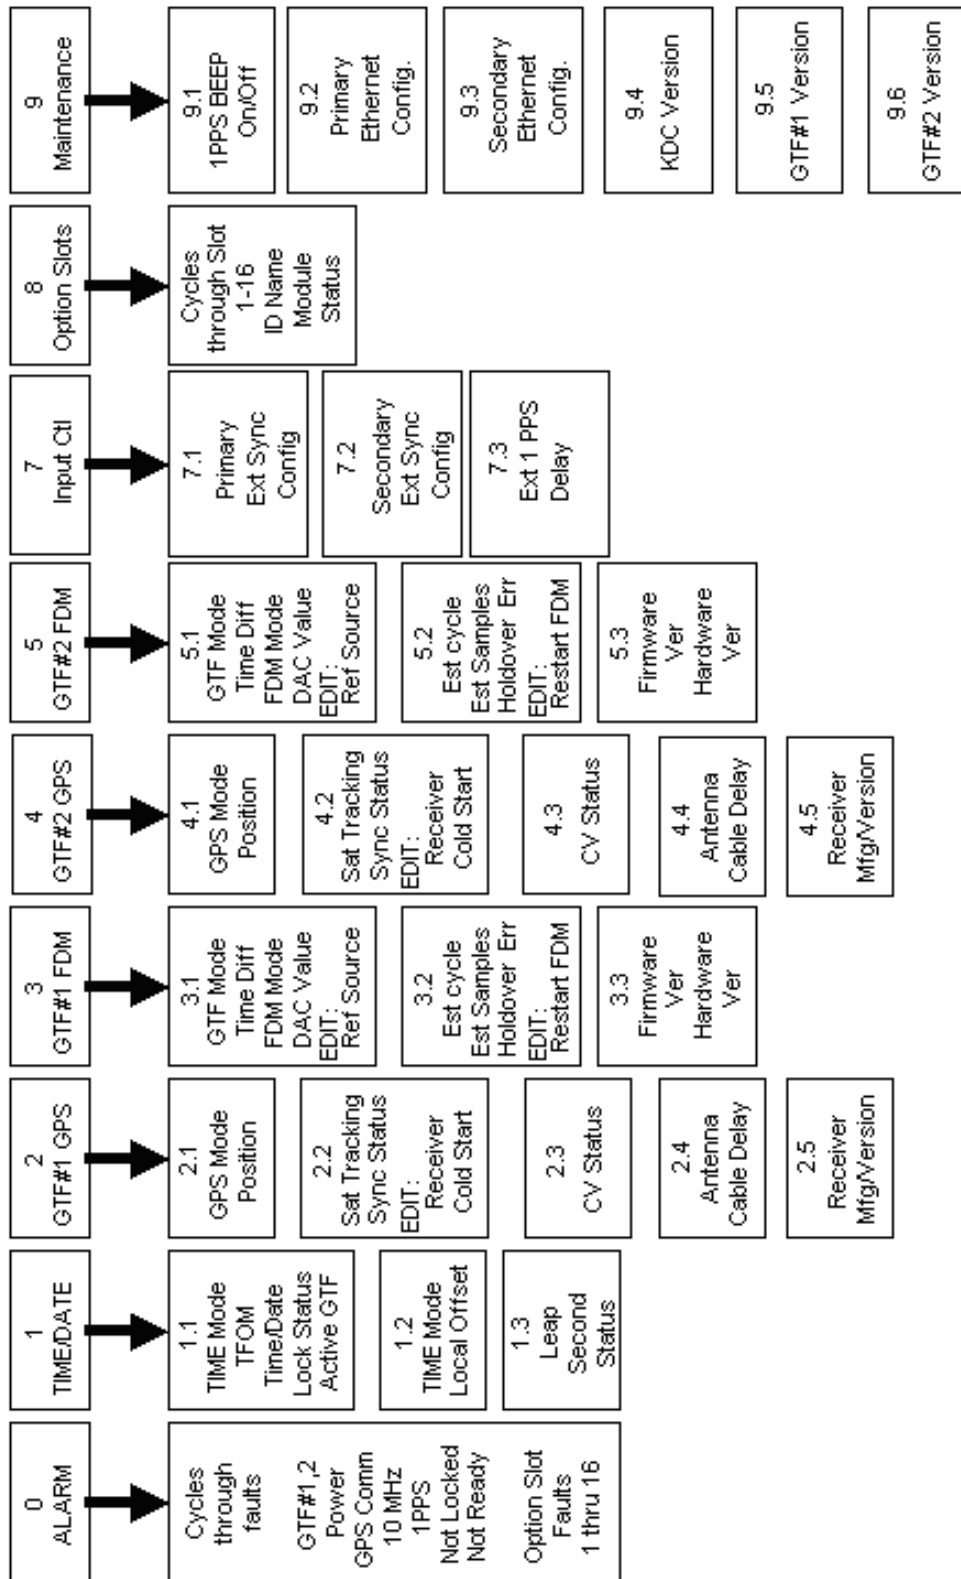 0
ALARM
Cycles
through
faults
GTF#1,2
Power
GPS Comm
10 MHz
1PPS
Not Locked
Not Ready
Option Slot
Faults
1 thru 16
1
TIME/DATE
1.1
TIME Mode
TFOM
Time/Date
Lock Status
Active GTF
1.2
TIME Mode
Local Offset
1.3
Leap
Second
Status
2
GTF#1 GPS
2.1
GPS Mode
Position
2.2
Sat Tracking
Sync Status
EDIT:
Receiver
Cold Start
2.3
CV Status
2.4
Antenna
Cable Delay
2.5
Receiver
Mfg/Version
3
GTF#1 FDM
3.1
GTF Mode
Time Diff
FDM Mode
DAC Value
EDIT:
Ref Source
3.2
Est cycle
Est Samples
Holdover Err
EDIT:
Restart FDM
3.3
Firmware
Ver
Hardware
Ver
4
GTF#2 GPS
4.1
GPS Mode
Position
4.2
Sat Tracking
Sync Status
EDIT:
Receiver
Cold Start
4.3
CV Status
4.4
Antenna
Cable Delay
4.5
Receiver
Mfg/Version
5
GTF#2 FDM
5.1
GTF Mode
Time Diff
FDM Mode
DAC Value
EDIT:
Ref Source
5.2
Est cycle
Est Samples
Holdover Err
EDIT:
Restart FDM
5.3
Firmware
Ver
Hardware
Ver
7
Input Ctl
7.1
Primary
Ext Sync
Config
7.2
Secondary
Ext Sync
Config
7.3
Ext 1 PPS
Delay
8
Option Slots
Cycles
through Slot
1-16
ID Name
Module
Status
9
Maintenance
9.1
1PPS BEEP
On/Off
9.2
Primary
Ethernet
Config.
9.3
Secondary
Ethernet
Config.
9.4
KDC Version
9.5
GTF#1 Version
9.6
GTF#2 Version